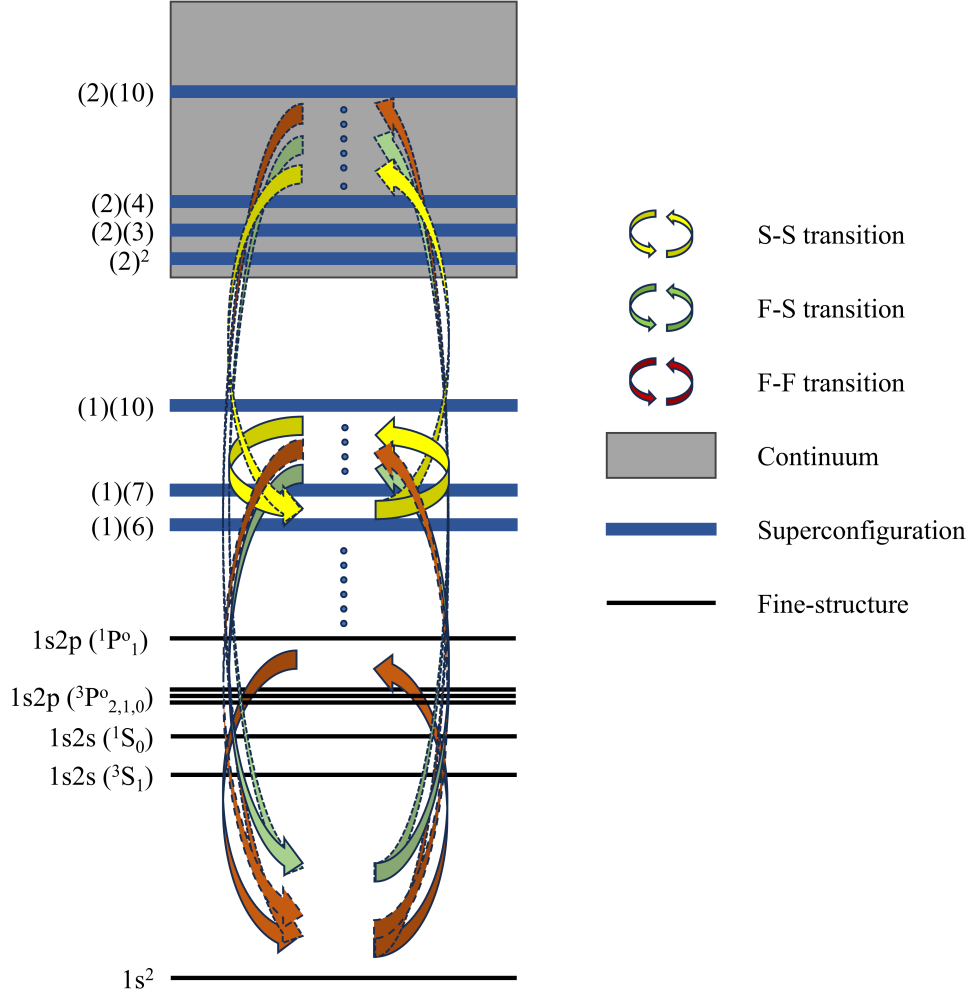 (2)(10)
(2)(4)
(2)(3)
(2)²
(1)(10)
(1)(7)
(1)(6)
1s2p (¹Pᵒ₁)
1s2p (³Pᵒ₂,₁,₀)
1s2s (¹S₀)
1s2s (³S₁)
1s²
S-S transition
F-S transition
F-F transition
Continuum
Superconfiguration
Fine-structure